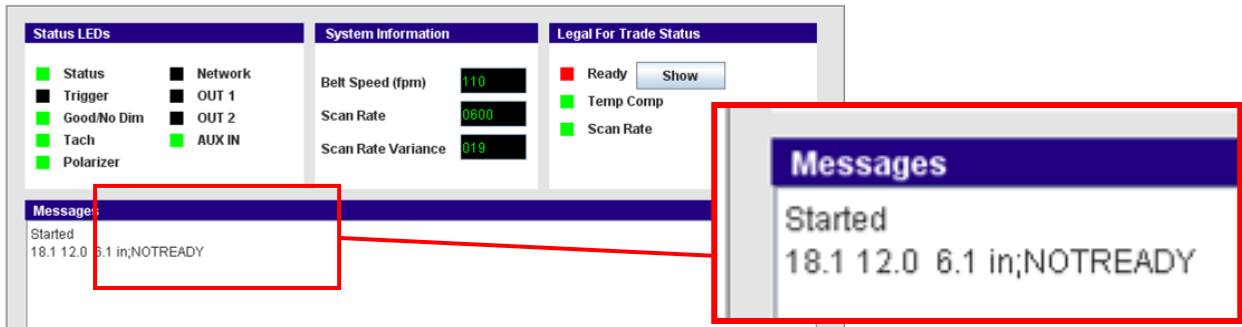 Status LEDs
Status
Trigger
Good/No Dim
Tach
Polarizer
Network
OUT 1
OUT 2
AUX IN
System Information
Belt Speed (fpm) 110
Scan Rate 0600
Scan Rate Variance 019
Legal For Trade Status
Ready Show
Temp Comp
Scan Rate
Messages
Started
18.1 12.0 6.1 in;NOTREADY
Messages
Started
18.1 12.0 6.1 in;NOTREADY